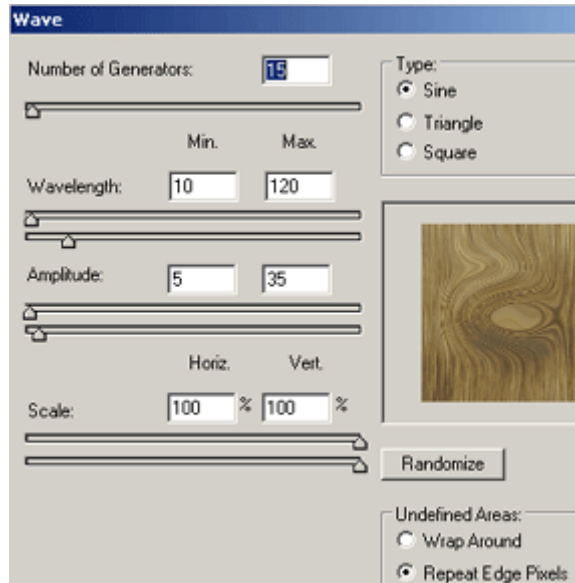 Wave
Number of Generators: 15
Min. Max.
Wavelength: 10 120
Amplitude: 5 35
Horiz. Vert.
Scale: 100 % 100 %
Type:
Sine
Triangle
Square
Randomize
Undefined Areas:
Wrap Around
Repeat Edge Pixels